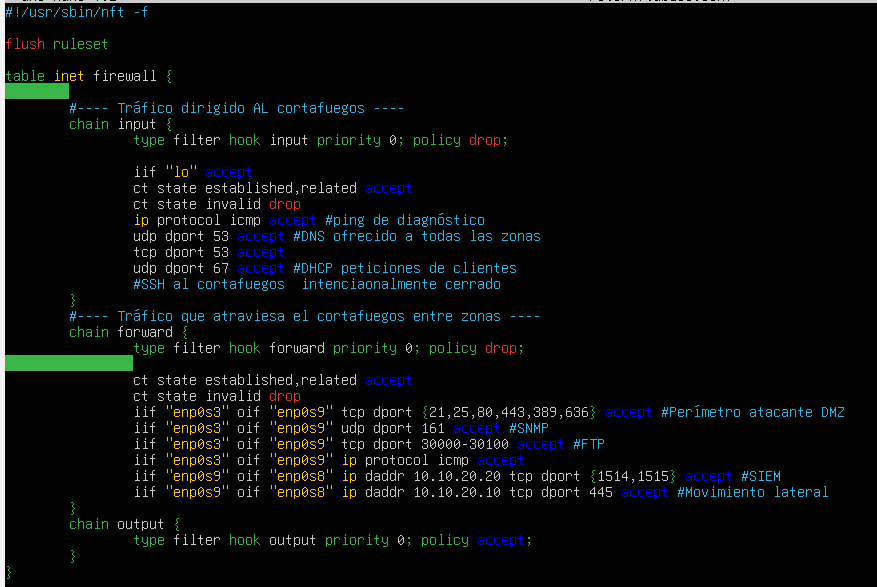 #!/usr/sbin/nft -f
flush ruleset
table inet firewall {
#---- Tráfico dirigido AL cortafuegos ----
chain input {
type filter hook input priority 0; policy drop;
iif "lo" accept
ct state established,related accept
ct state invalid drop
ip protocol icmp accept #ping de diagnóstico
udp dport 53 accept #DNS ofrecido a todas las zonas
tcp dport 53 accept
udp dport 67 accept #DHCP peticiones de clientes
#SSH al cortafuegos  intenciaonalmente cerrado
}
#---- Tráfico que atraviesa el cortafuegos entre zonas ----
chain forward {
type filter hook forward priority 0; policy drop;
ct state established,related accept
ct state invalid drop
iif "enp0s3" oif "enp0s9" tcp dport {21,25,80,443,389,636} accept #Perímetro atacante DMZ
iif "enp0s3" oif "enp0s9" udp dport 161 accept #SNMP
iif "enp0s3" oif "enp0s9" tcp dport 30000-30100 accept #FTP
iif "enp0s3" oif "enp0s9" ip protocol icmp accept
iif "enp0s9" oif "enp0s8" ip daddr 10.10.20.20 tcp dport {1514,1515} accept #SIEM
iif "enp0s9" oif "enp0s8" ip daddr 10.10.20.10 tcp dport 445 accept #Movimiento lateral
}
chain output {
type filter hook output priority 0; policy accept;
}
}